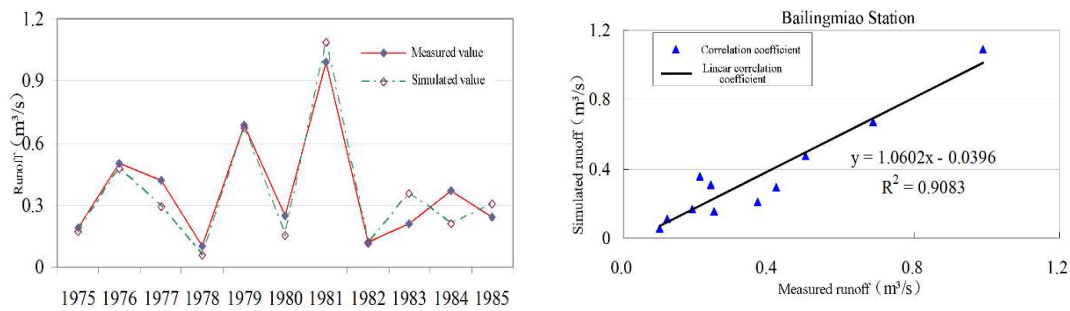 1.2
0.9
0.6
0.3
0
Runoff (m³/s)
Measured value
Simulated value
1975 1976 1977 1978 1979 1980 1981 1982 1983 1984 1985
Bailingmiao Station
1.2
0.8
0.4
0
Simulated runoff (m³/s)
Correlation coefficient
Linear correlation
coefficient
y = 1.0602x - 0.0396
R² = 0.9083
0.0 0.4 0.8 1.2
Measured runoff (m³/s)